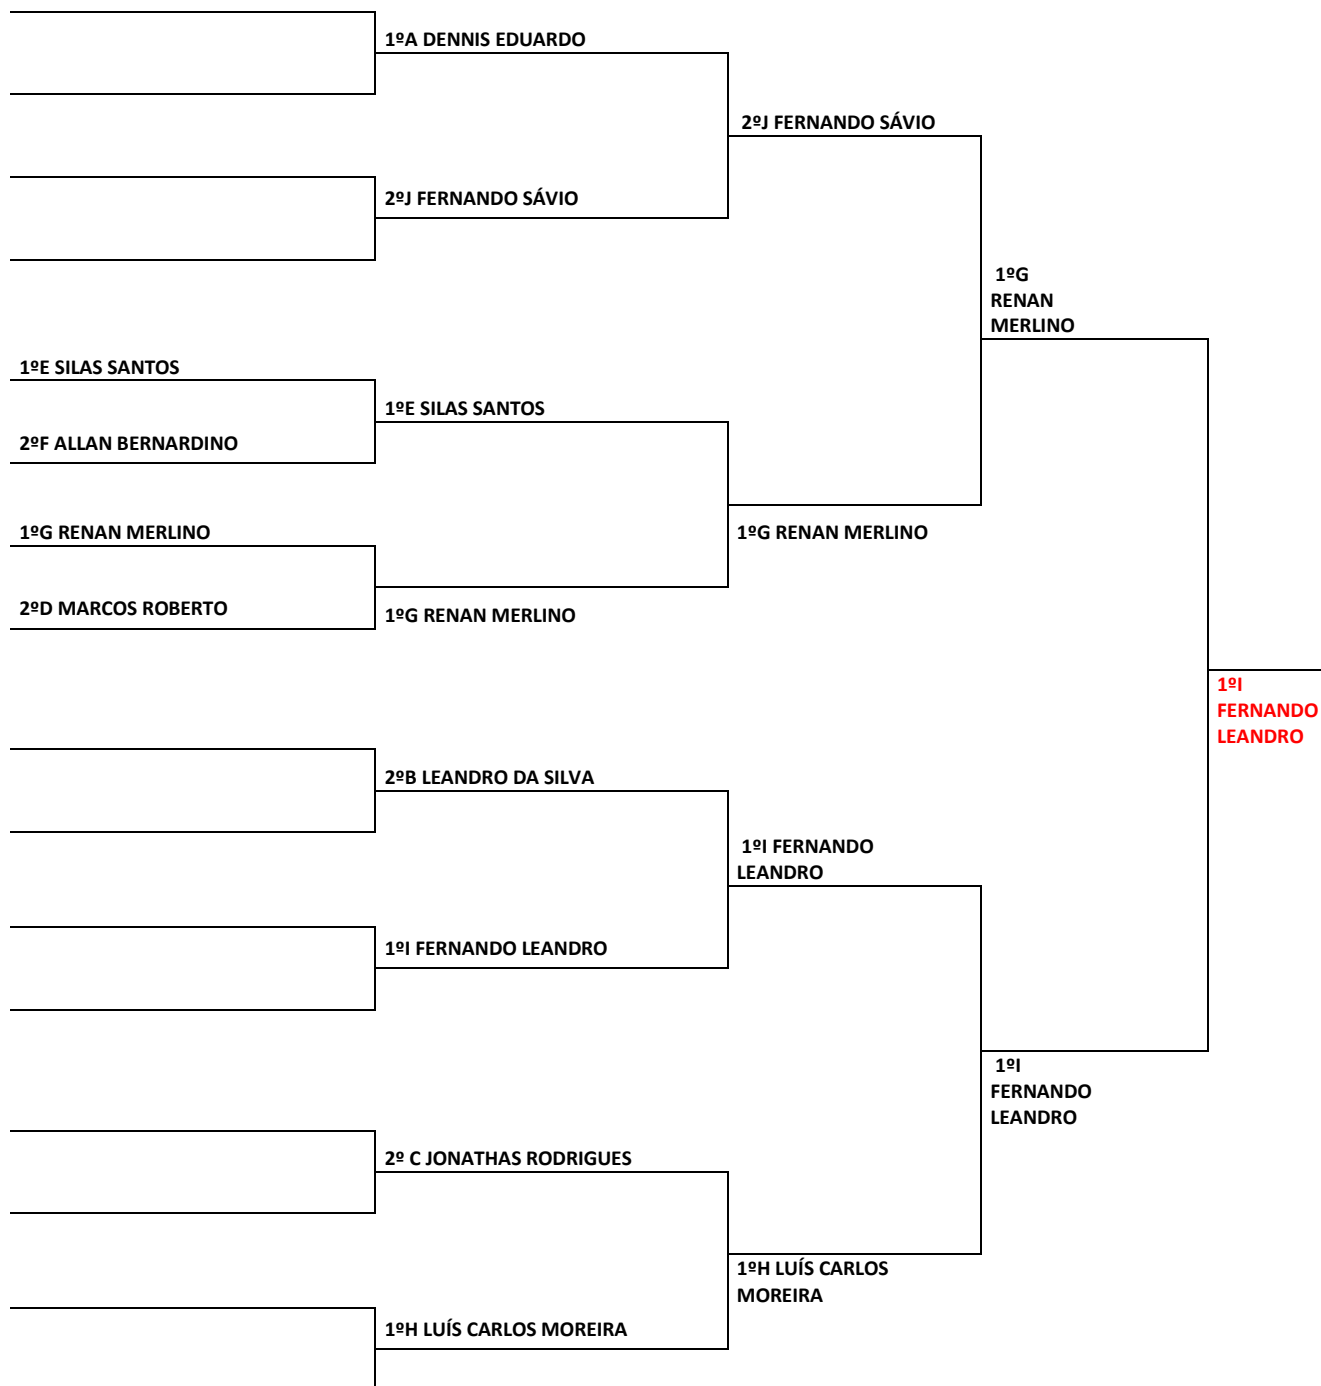 1ºA DENNIS EDUARDO
2ºJ FERNANDO SÁVIO
2ºJ FERNANDO SÁVIO
1ºG
RENAN
MERLINO
1ºE SILAS SANTOS
1ºE SILAS SANTOS
2ºF ALLAN BERNARDINO
1ºG RENAN MERLINO
1ºG RENAN MERLINO
2ºD MARCOS ROBERTO
1ºG RENAN MERLINO
1ºI
FERNANDO
LEANDRO
2ºB LEANDRO DA SILVA
1ºI FERNANDO
LEANDRO
1ºI FERNANDO LEANDRO
1ºI
FERNANDO
LEANDRO
2º C JONATHAS RODRIGUES
1ºH LUÍS CARLOS
MOREIRA
1ºH LUÍS CARLOS MOREIRA